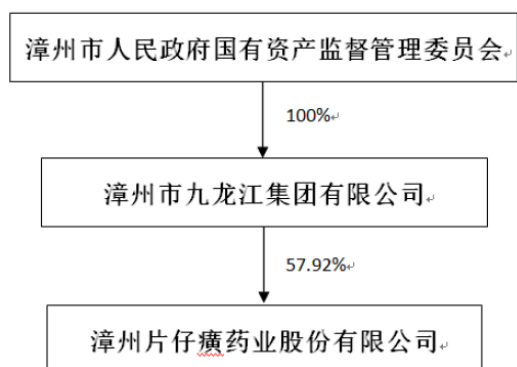 漳州市人民政府国有资产监督管理委员会
100%
漳州市九龙江集团有限公司
57.92%
漳州片仔癀药业股份有限公司